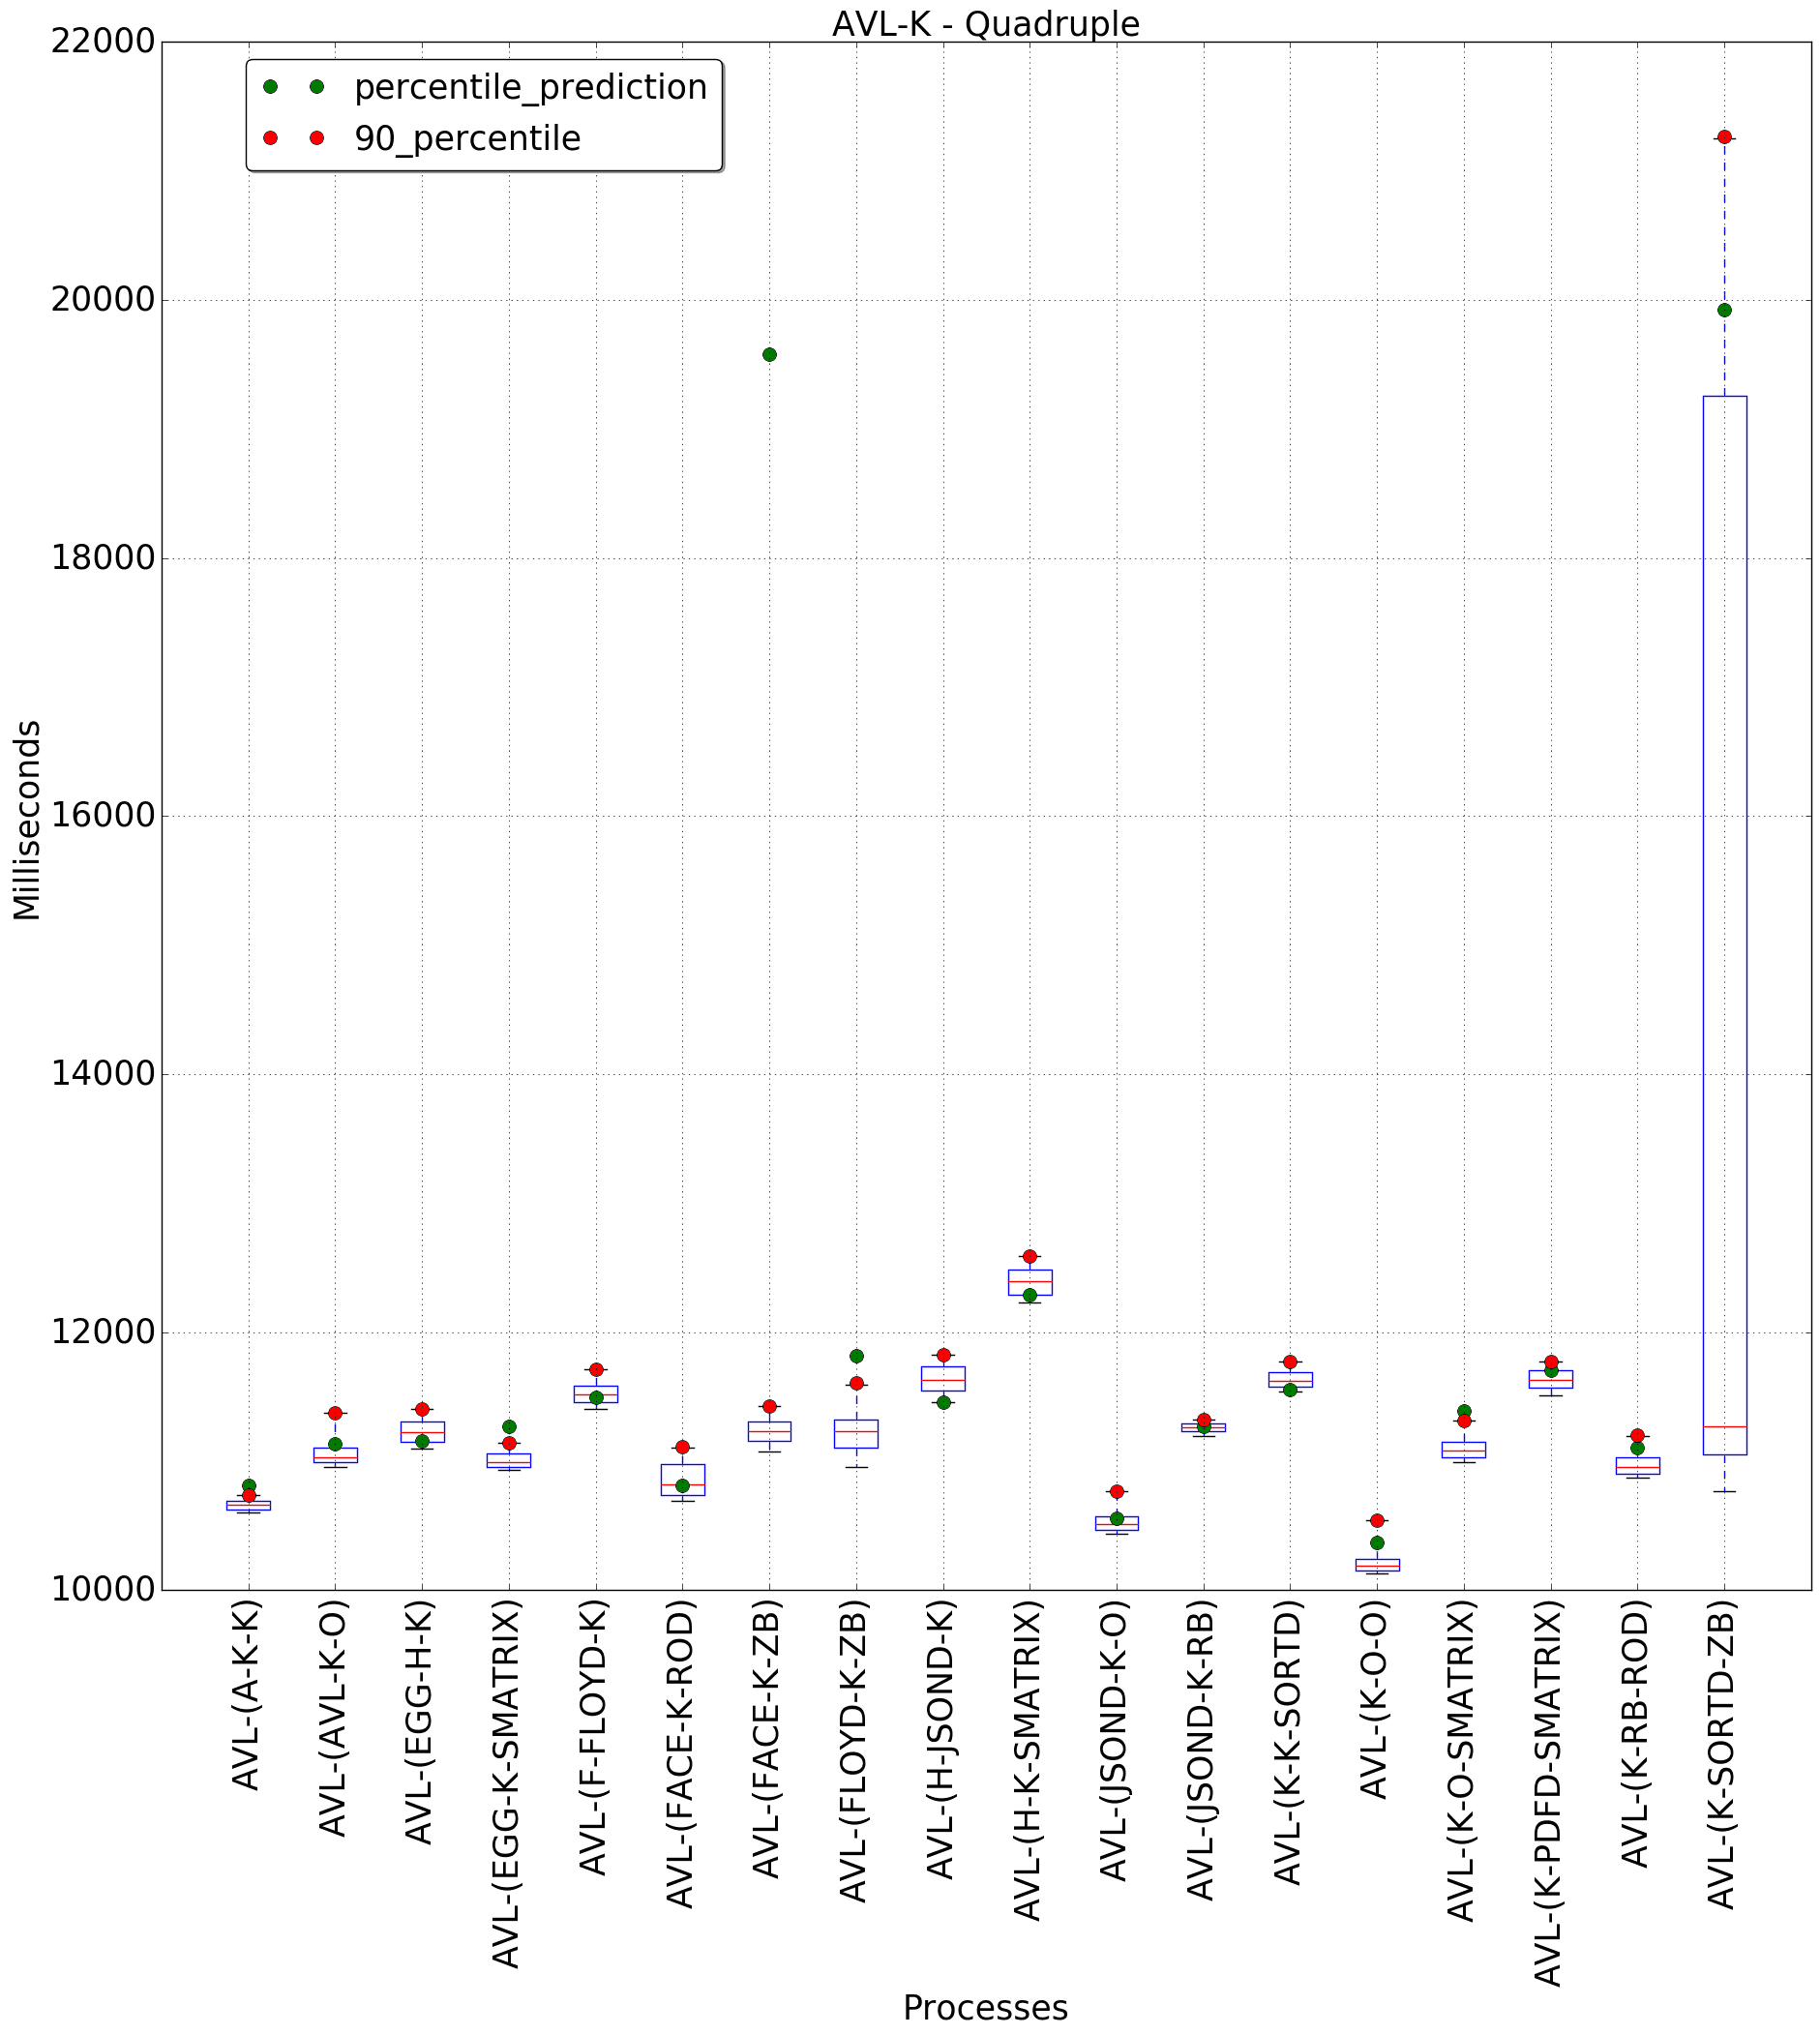 AVL-K - Quadruple
percentile_prediction
90_percentile
22000
20000
18000
16000
14000
12000
10000
Milliseconds
AVL-(A-K-K)
AVL-(AVL-K-O)
AVL-(EGG-H-K)
AVL-(EGG-K-SMATRIX)
AVL-(F-FLOYD-K)
AVL-(FACE-K-ROD)
AVL-(FACE-K-ZB)
AVL-(FLOYD-K-ZB)
AVL-(H-JSOND-K)
AVL-(H-K-SMATRIX)
AVL-(JSOND-K-O)
AVL-(JSOND-K-RB)
AVL-(K-K-SORTD)
AVL-(K-O-O)
AVL-(K-O-SMATRIX)
AVL-(K-PDFD-SMATRIX)
AVL-(K-RB-ROD)
AVL-(K-SORTD-ZB)
Processes